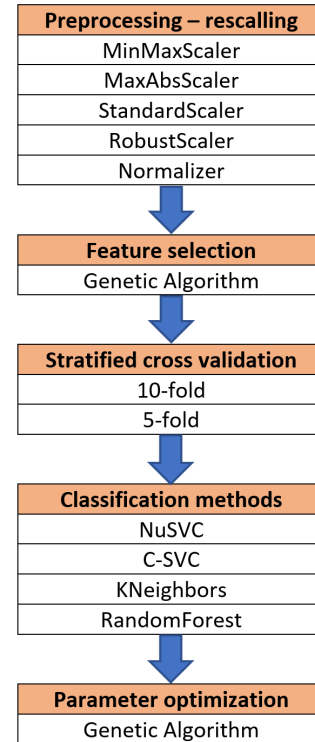 Preprocessing – rescalling
MinMaxScaler
MaxAbsScaler
StandardScaler
RobustScaler
Normalizer
Feature selection
Genetic Algorithm
Stratified cross validation
10-fold
5-fold
Classification methods
NuSVC
C-SVC
KNeighbors
RandomForest
Parameter optimization
Genetic Algorithm